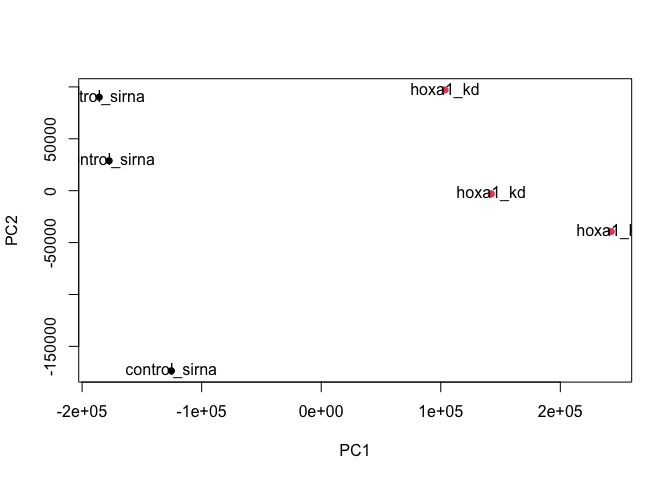 trol_sirna
hoxa1_kd
ntrol_sirna
hoxa1_kd
hoxa1_
control_sirna
50000
0
-50000
-150000
PC2
-2e+05 -1e+05 0e+00 1e+05 2e+05
PC1